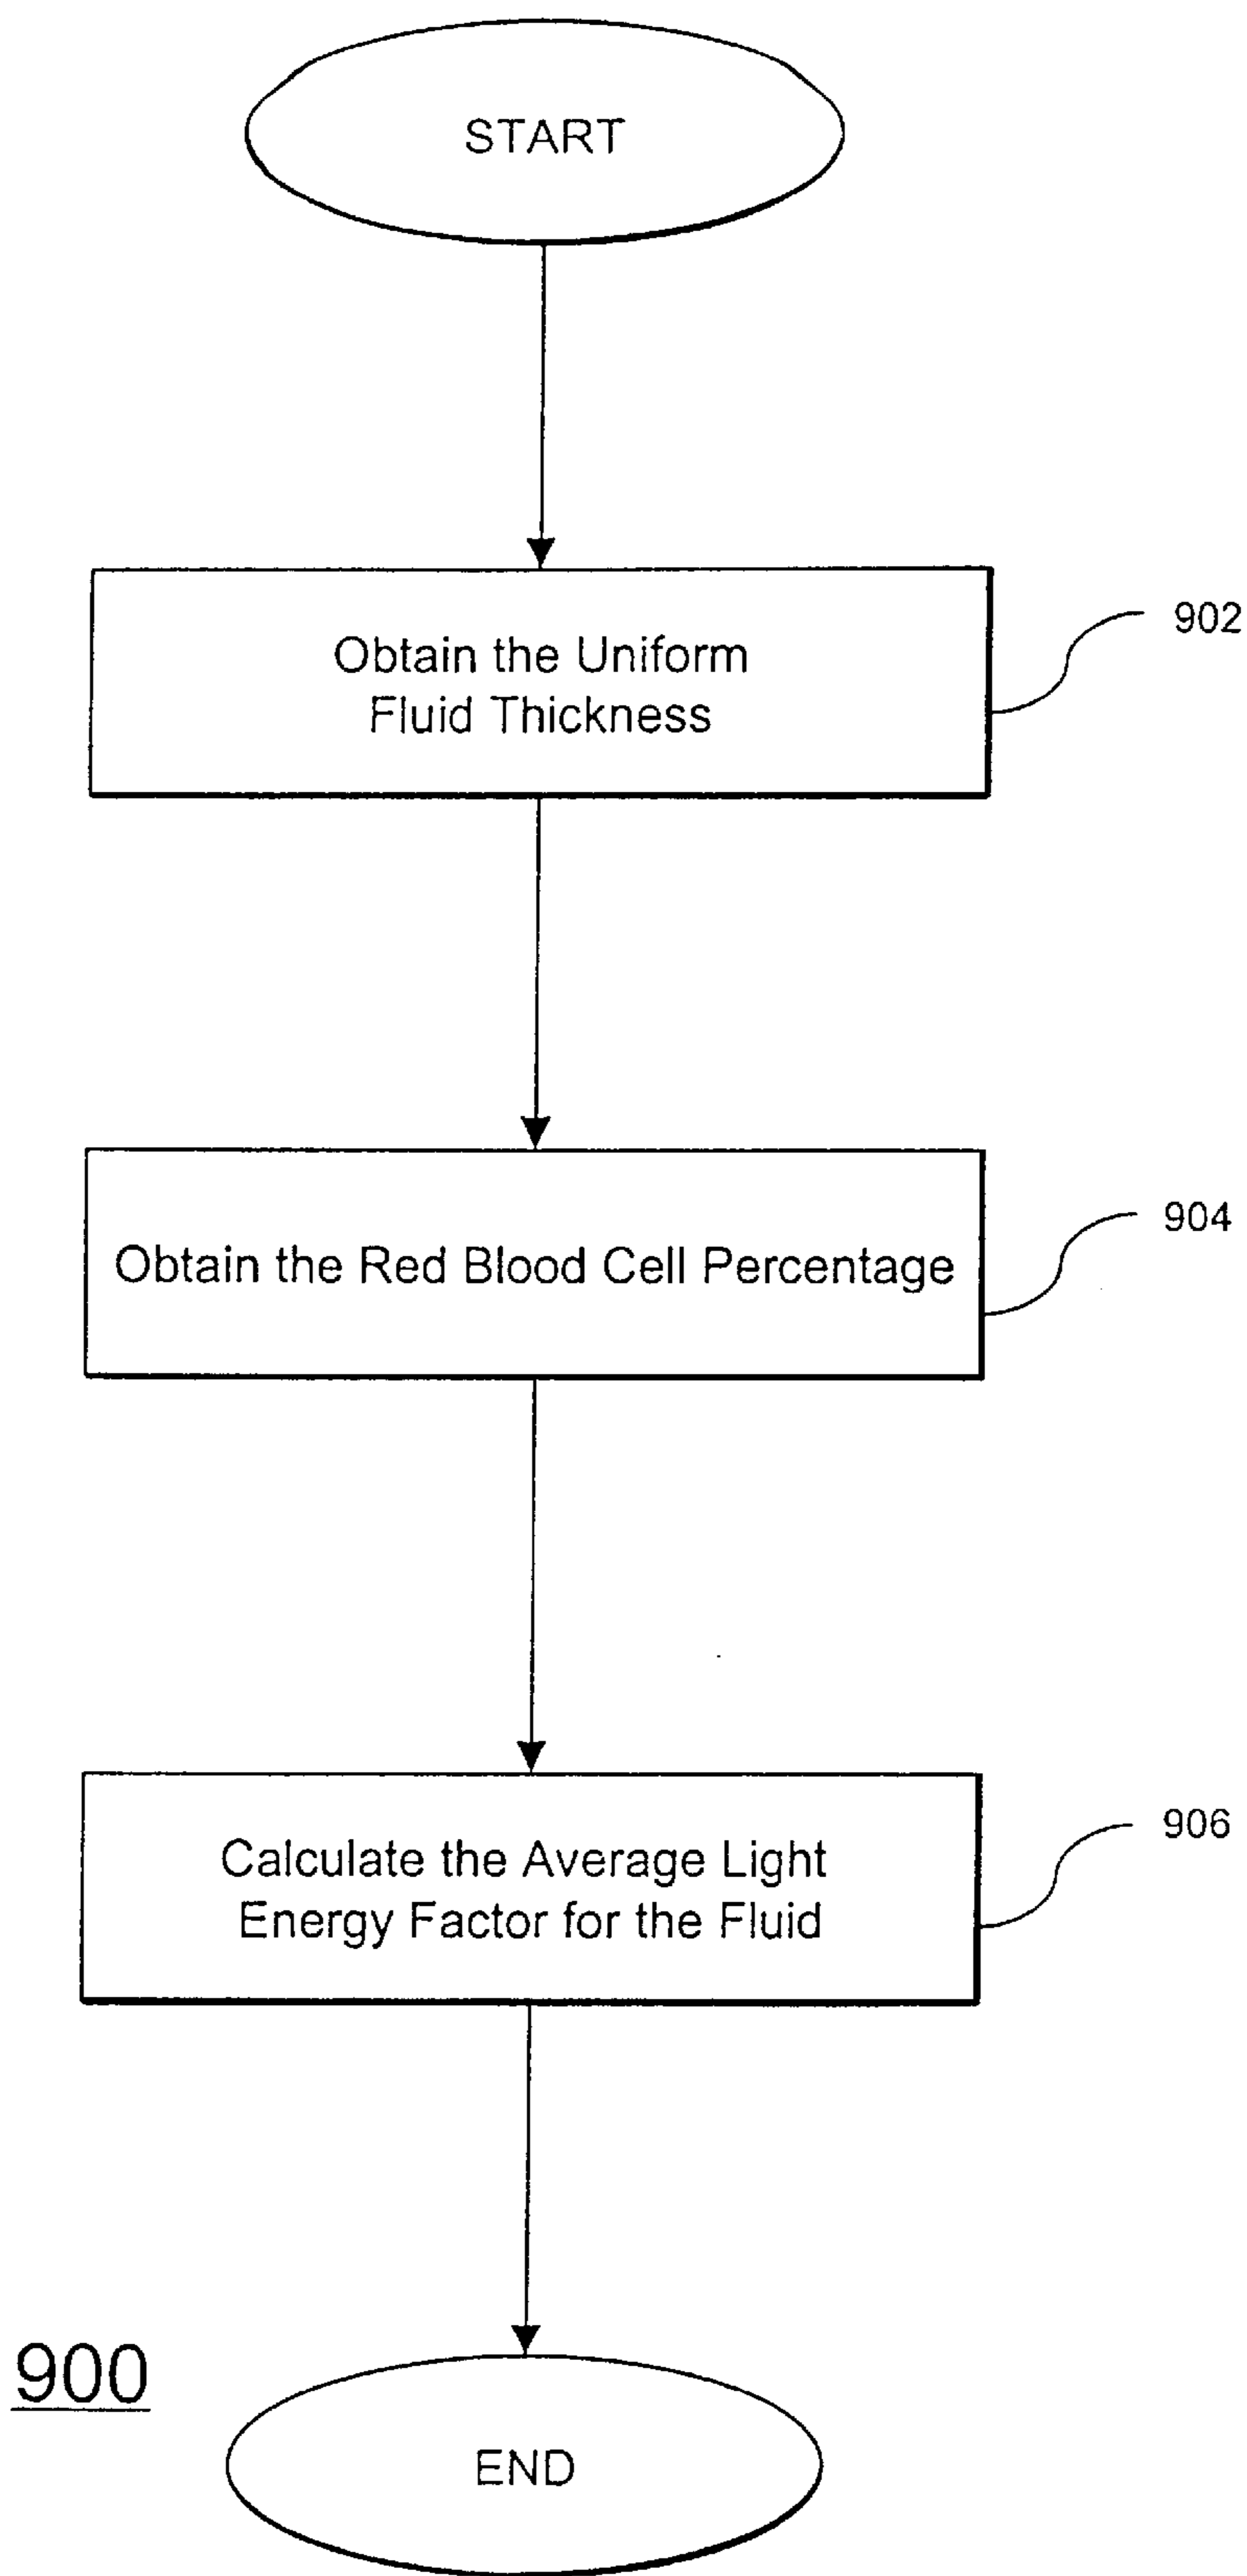 START
Obtain the Uniform
Fluid Thickness
902
Obtain the Red Blood Cell Percentage
904
Calculate the Average Light
Energy Factor for the Fluid
906
900
END